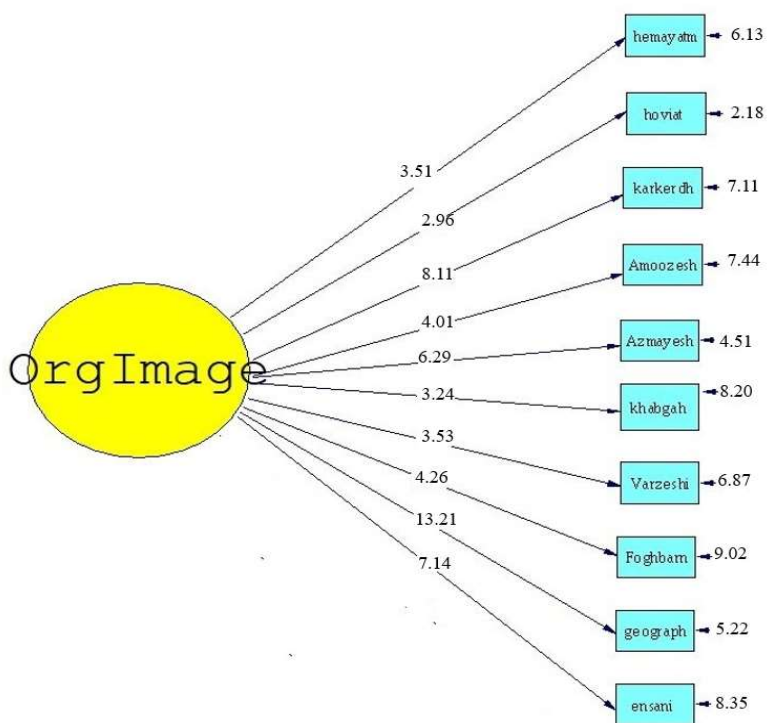 hemayatm 6.13
hoviat 2.18
3.51
karkerdh 7.11
2.96
Amoozesh 7.44
8.11
4.01
Azmayesh 4.51
6.29
OrgImage
3.24
khabgah 8.20
3.53
Varzeshi 6.87
4.26
13.21
Foghbarn 9.02
7.14
geograph 5.22
ensani 8.35